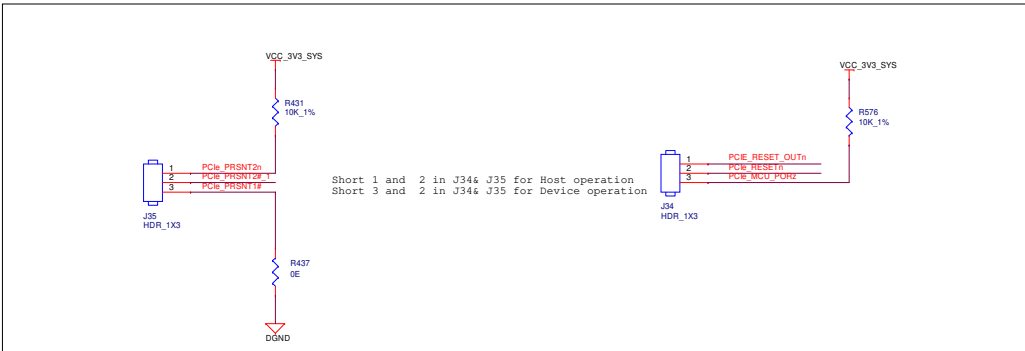 VCC_3V3_SYS
R431
10K_1%
1
PCIe_PRSNT2n
2
PCIe_PRSNT2#_1
3
PCIe_PRSNT1#
J35
HDR_1X3
R437
0E
DGND
Short 1 and  2 in J34& J35 for Host operation
Short 3 and  2 in J34& J35 for Device operation
VCC_3V3_SYS
R576
10K_1%
1
PCIE_RESET_OUTn
2
PCIe_RESETn
3
PCIe_MCU_PORz
J34
HDR_1X3